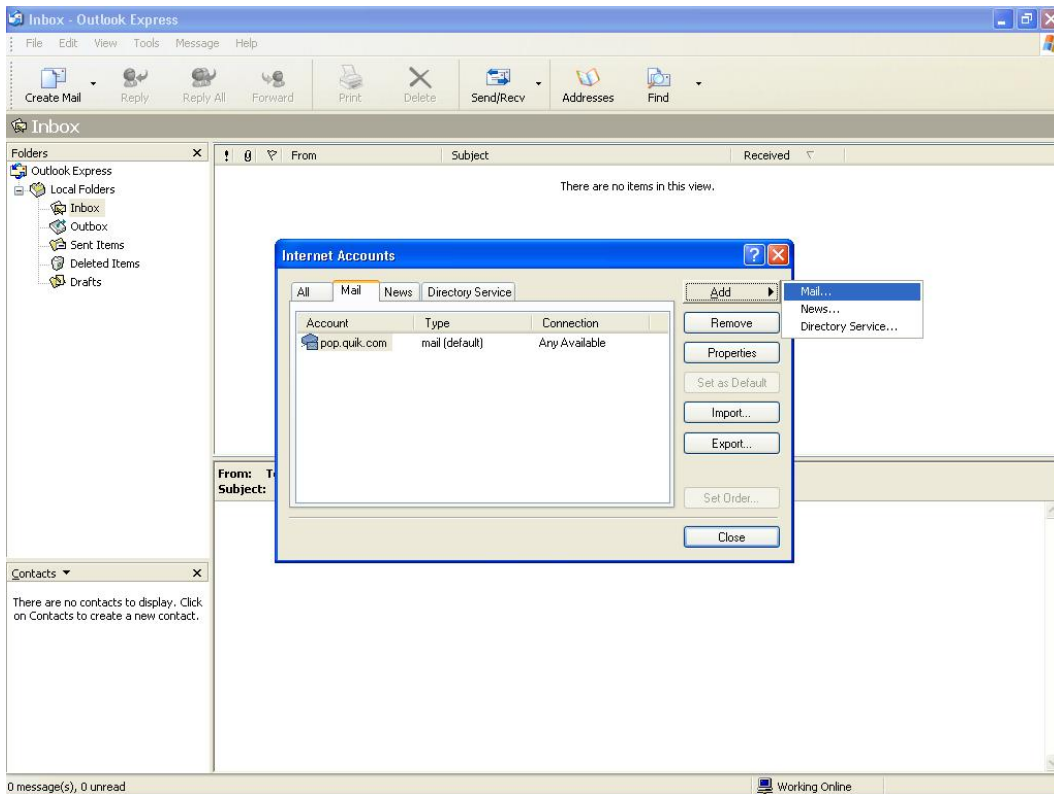 Inbox - Outlook Express
File Edit View Tools Message Help
Create Mail Reply Reply All Forward Print Delete Send/Recv Addresses Find
Inbox
Folders
Outlook Express
Local Folders
Inbox
Outbox
Sent Items
Deleted Items
Drafts
! From Subject Received
There are no items in this view.
Internet Accounts
All Mail News Directory Service
Account Type Connection
pop.quik.com mail (default) Any Available
Add
Remove
Properties
Set as Default
Import...
Export...
Set Order...
Close
Mail...
News...
Directory Service...
From:
Subject:
Contacts
There are no contacts to display. Click
on Contacts to create a new contact.
0 message(s), 0 unread
Working Online